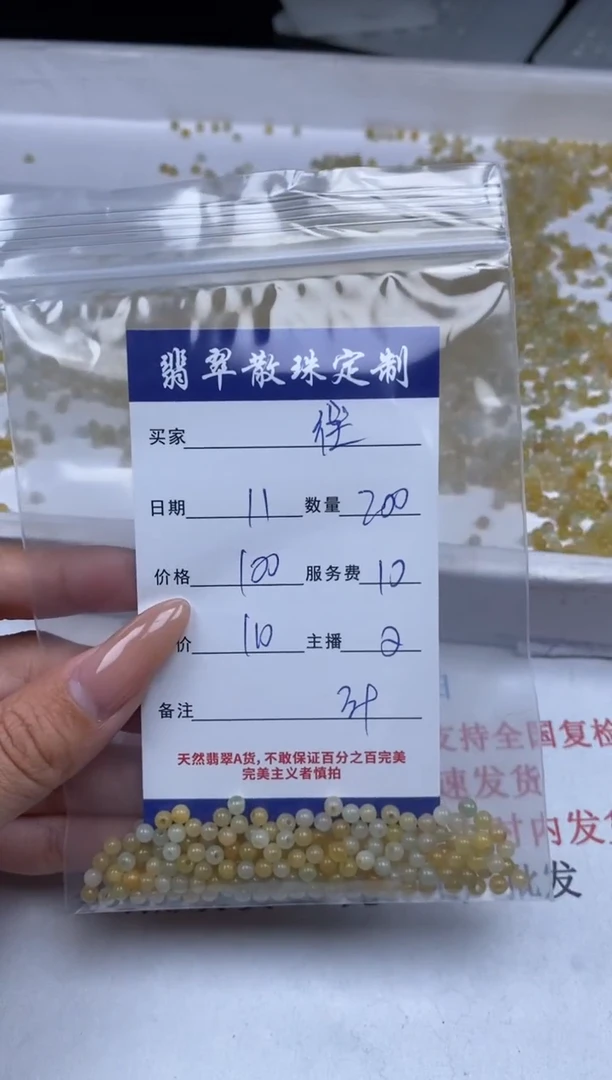 翡翠散珠定制
买家
日期 11 数量 200
价格 100 服务费 10
价 110 主播 2
备注 3+
天然翡翠A货，不敢保证百分之百完美
完美主义者慎拍
支持全国复检
速发货
时内发货
批发